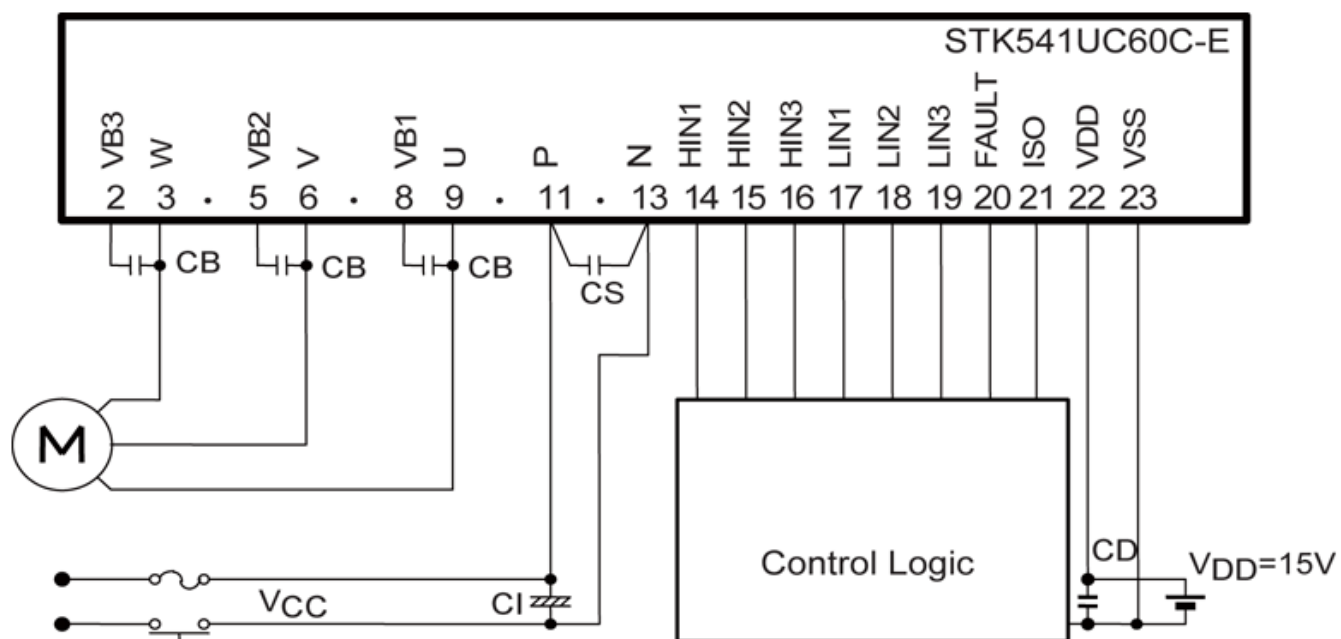 STK541UC60C-E
VB3 W VB2 V VB1 U P N HIN1 HIN2 HIN3 LIN1 LIN2 LIN3 FAULT ISO VDD VSS
2 3 · 5 6 · 8 9 · 11 · 13 14 15 16 17 18 19 20 21 22 23
CB CB CB CS
M
Control Logic
CD VDD=15V
VCC CI